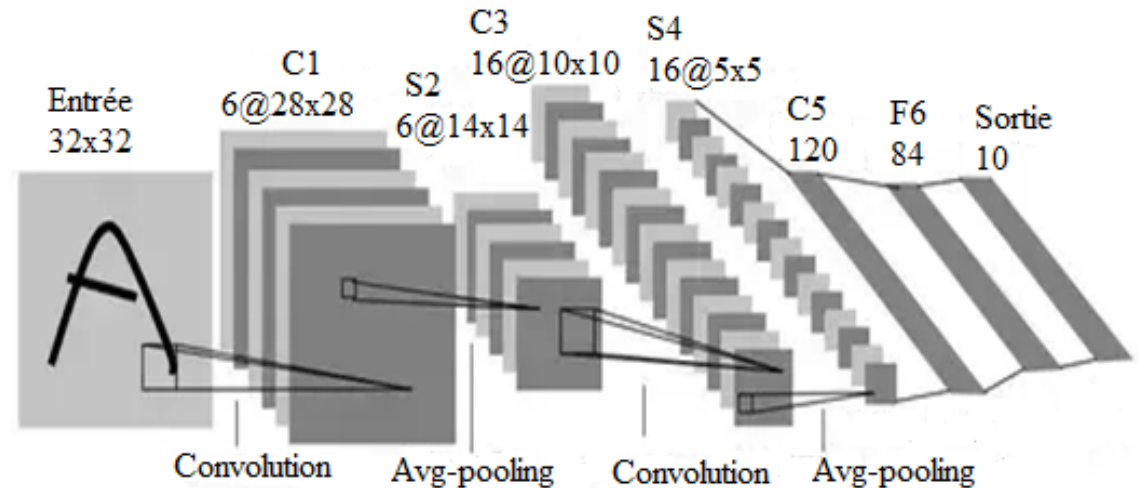 Entrée
32x32
C1
6@28x28
S2
6@14x14
C3
16@10x10
S4
16@5x5
C5
120
F6
84
Sortie
10
A
Convolution
Avg-pooling
Convolution
Avg-pooling